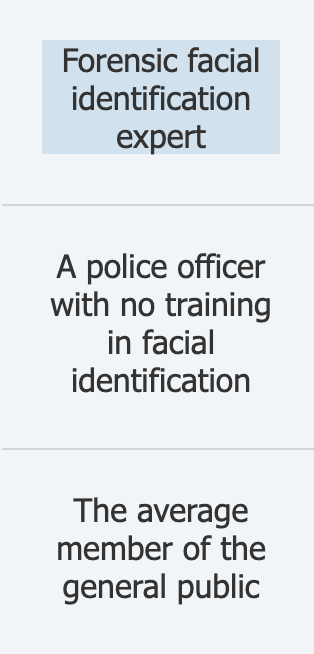 Forensic facial
identification
expert
A police officer
with no training
in facial
identification
The average
member of the
general public